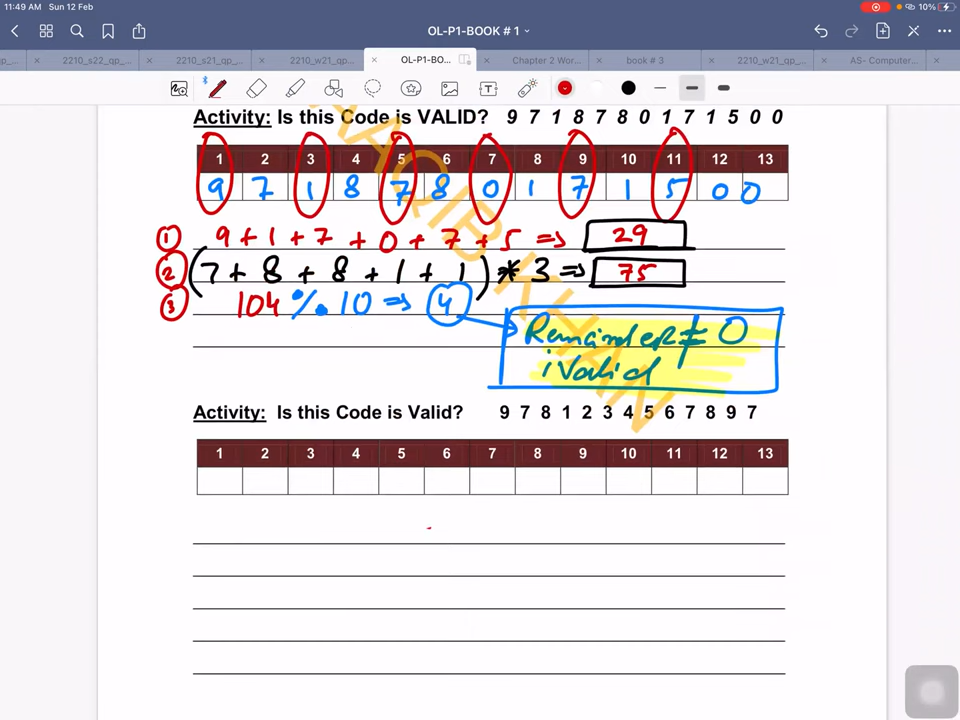 11:49 AM Sun 12 Feb
10%
OL-P1-BOOK # 1
2210_s22_qp_... 2210_s21_qp_... 2210_w21_qp... OL-P1-BO... Chapter 2 Wor... book # 3 2210_w21_qp_... AS- Computer...
Activity: Is this Code is VALID? 9 7 1 8 7 8 0 1 7 1 5 0 0
1 2 3 4 5 6 7 8 9 10 11 12 13
9 7 1 8 7 8 0 1 7 1 5 0 0
1 9 + 1 + 7 + 0 + 7 + 5 => 29
2 (7 + 8 + 8 + 1 + 1) * 3 => 75
3 104 % 10 => 4
Remainder ≠ 0
iValid
AAQIB KHAN
Activity: Is this Code is Valid? 9 7 8 1 2 3 4 5 6 7 8 9 7
1 2 3 4 5 6 7 8 9 10 11 12 13